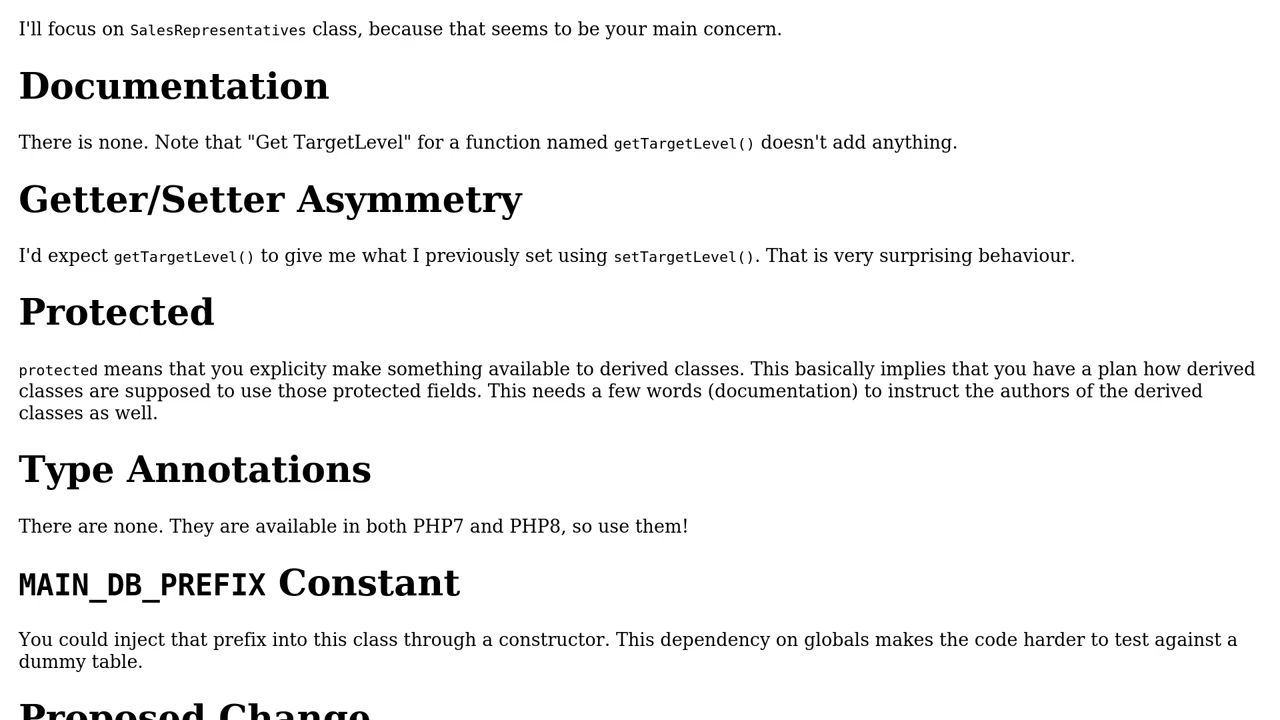 I'll focus on SalesRepresentatives class, because that seems to be your main concern.
Documentation
There is none. Note that "Get TargetLevel" for a function named getTargetLevel() doesn't add anything.
Getter/Setter Asymmetry
I'd expect getTargetLevel() to give me what I previously set using setTargetLevel(). That is very surprising behaviour.
Protected
protected means that you explicity make something available to derived classes. This basically implies that you have a plan how derived
classes are supposed to use those protected fields. This needs a few words (documentation) to instruct the authors of the derived
classes as well.
Type Annotations
There are none. They are available in both PHP7 and PHP8, so use them!
MAIN_DB_PREFIX Constant
You could inject that prefix into this class through a constructor. This dependency on globals makes the code harder to test against a
dummy table.
Proposed Change